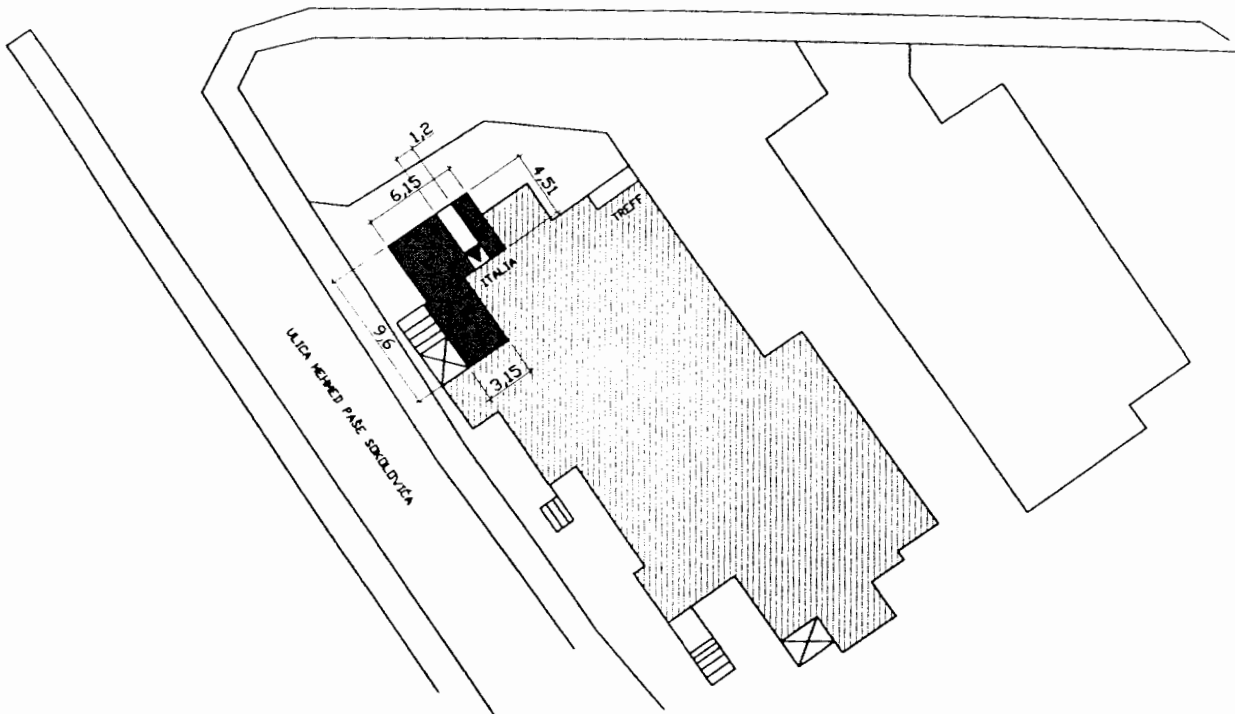 1,2
6,15
4,51
TREFF
ITALIA
9,6
3,15
ULICA MEHMED PAŠE SOKOLOVIĆA